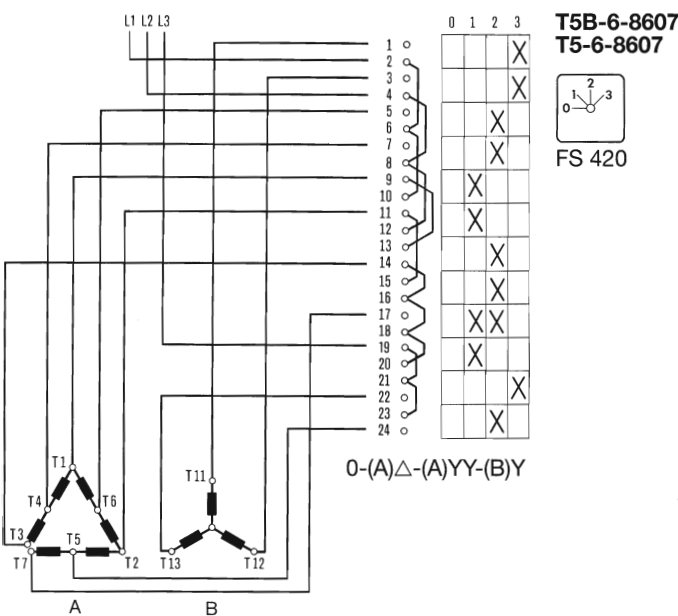 L1 L2 L3
0 1 2 3
T5B-6-8607
T5-6-8607
1 X
2
3 X
4
5 X
6
7 X
8
9 X
10
11 X
12
13 X
14
15 X
16
17 X X
18
19 X
20
21 X
22
23 X
24
0 1 2 3
FS 420
0-(A)△-(A)YY-(B)Y
T1
T11
T4 T6
T3 T5
T7 T2 T13 T12
A B